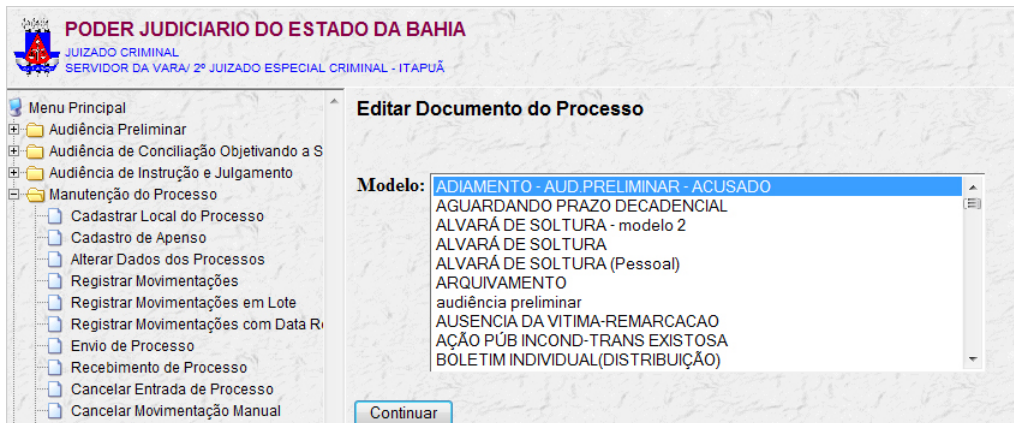 PODER JUDICIARIO DO ESTADO DA BAHIA
JUIZADO CRIMINAL
SERVIDOR DA VARA/ 2º JUIZADO ESPECIAL CRIMINAL - ITAPUÃ
Menu Principal
Audiência Preliminar
Audiência de Conciliação Objetivando a S
Audiência de Instrução e Julgamento
Manutenção do Processo
Cadastrar Local do Processo
Cadastro de Apenso
Alterar Dados dos Processos
Registrar Movimentações
Registrar Movimentações em Lote
Registrar Movimentações com Data R
Envio de Processo
Recebimento de Processo
Cancelar Entrada de Processo
Cancelar Movimentação Manual
Editar Documento do Processo
Modelo:
ADIAMENTO - AUD.PRELIMINAR - ACUSADO
AGUARDANDO PRAZO DECADENCIAL
ALVARÁ DE SOLTURA - modelo 2
ALVARÁ DE SOLTURA
ALVARÁ DE SOLTURA (Pessoal)
ARQUIVAMENTO
audiência preliminar
AUSENCIA DA VITIMA-REMARCACAO
AÇÃO PÚB INCOND-TRANS EXISTOSA
BOLETIM INDIVIDUAL(DISTRIBUIÇÃO)
Continuar